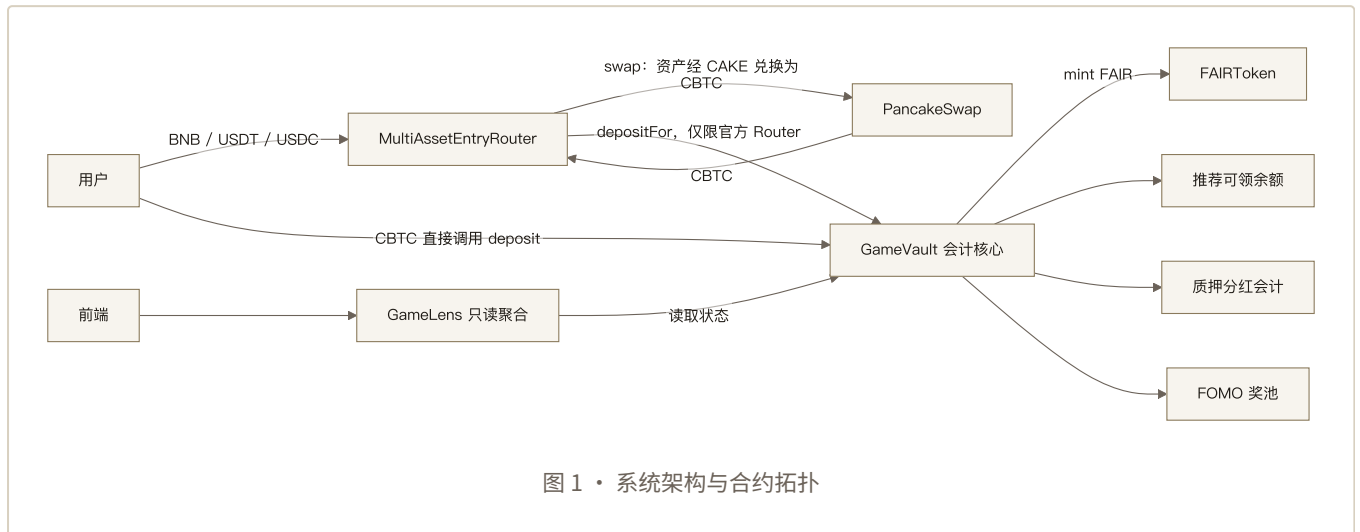 swap：资产经 CAKE 兑换为
CBTC
mint FAIR
FAIRToken
PancakeSwap
BNB / USDT / USDC
MultiAssetEntryRouter
depositFor，仅限官方 Router
CBTC
用户
推荐可领余额
CBTC 直接调用 deposit
GameVault 会计核心
质押分红会计
前端
GameLens 只读聚合
读取状态
FOMO 奖池
图 1 · 系统架构与合约拓扑